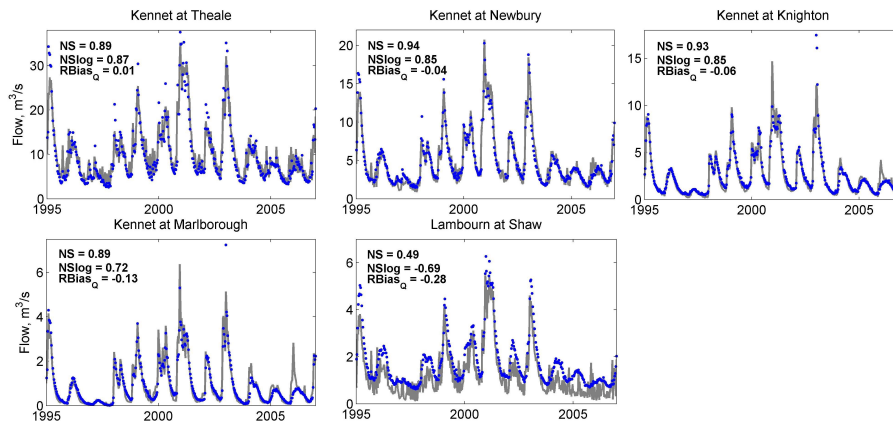 Kennet at Theale
NS = 0.89
NSlog = 0.87
RBias_Q = 0.01
Flow, m³/s
30
20
10
0
1995
2000
2005
Kennet at Newbury
NS = 0.94
NSlog = 0.85
RBias_Q = -0.04
20
15
10
5
0
1995
2000
2005
Kennet at Knighton
NS = 0.93
NSlog = 0.85
RBias_Q = -0.06
15
10
5
0
1995
2000
2005
Kennet at Marlborough
NS = 0.89
NSlog = 0.72
RBias_Q = -0.13
Flow, m³/s
6
4
2
0
1995
2000
2005
Lambourn at Shaw
NS = 0.49
NSlog = -0.69
RBias_Q = -0.28
6
4
2
0
1995
2000
2005